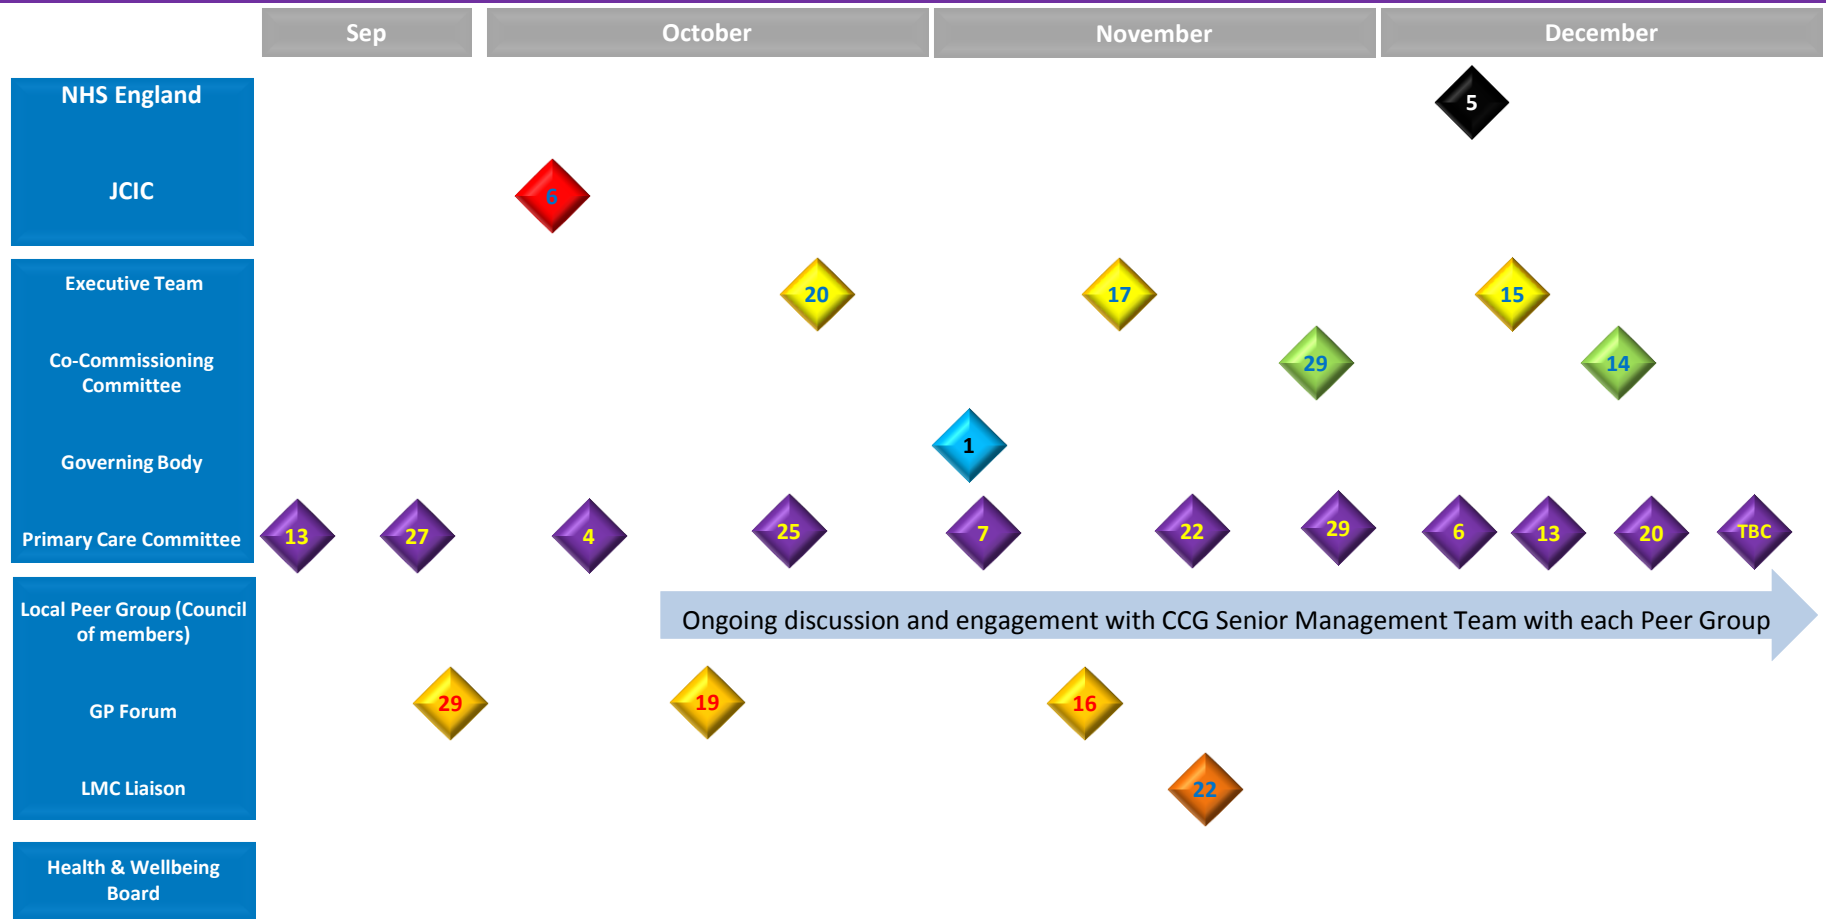 Sep
October
November
December
NHS England
5
JCIC
6
Executive Team
20
17
15
Co-Commissioning
Committee
29
14
Governing Body
1
Primary Care Committee
13
27
4
25
7
22
29
6
13
20
TBC
Local Peer Group (Council
of members)
Ongoing discussion and engagement with CCG Senior Management Team with each Peer Group
GP Forum
29
19
16
LMC Liaison
22
Health & Wellbeing
Board